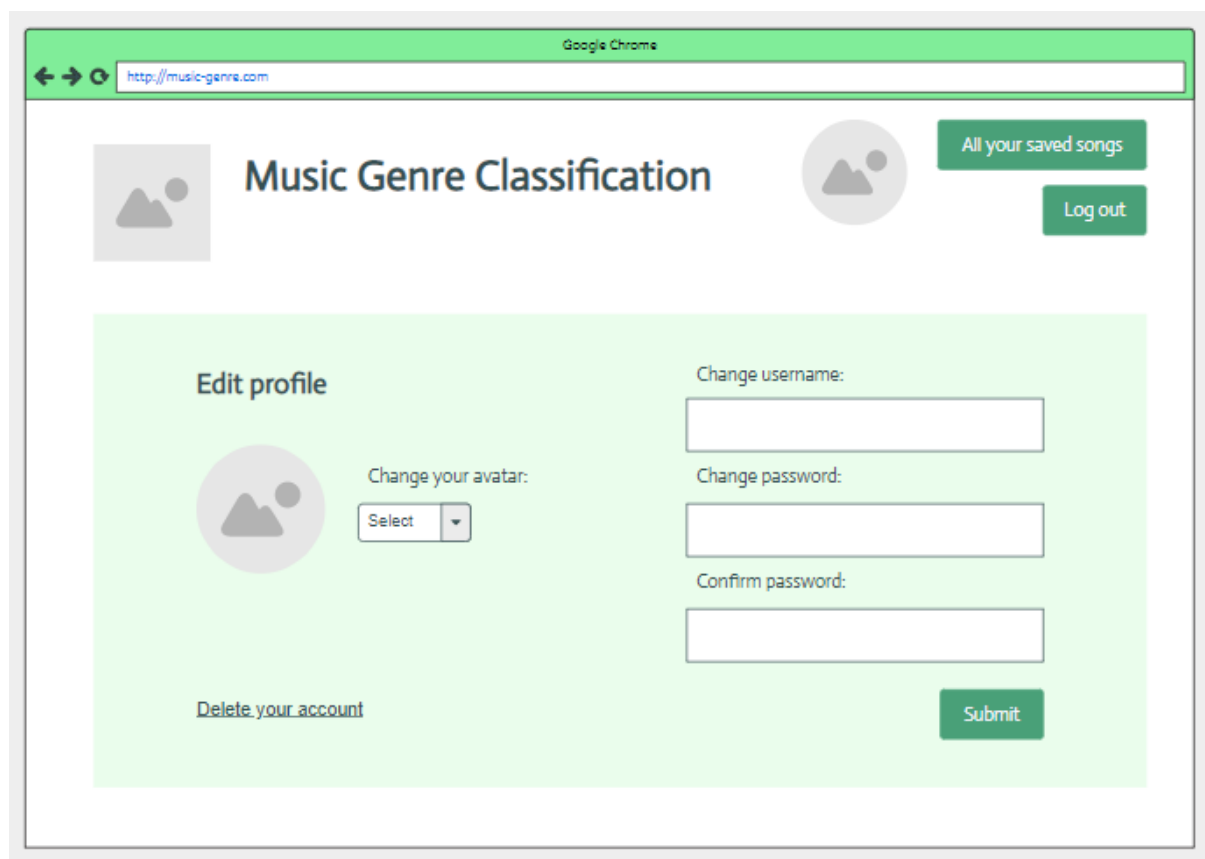 Google Chrome
http://music-genre.com
All your saved songs
Music Genre Classification
Log out
Edit profile
Change username:
Change your avatar:
Change password:
Select
Confirm password:
Delete your account
Submit